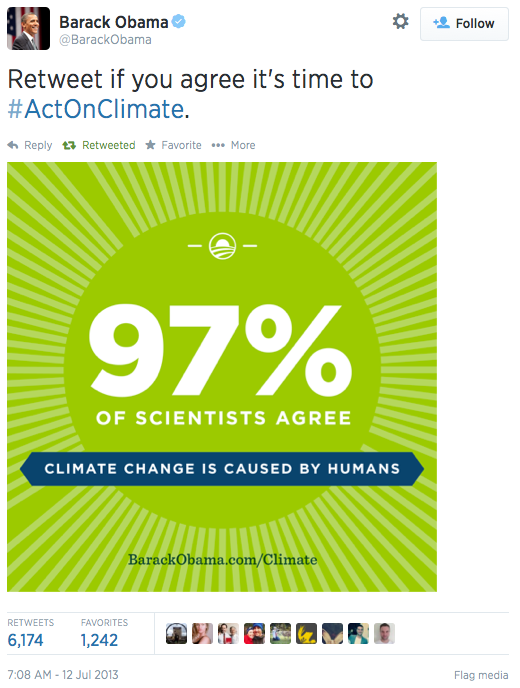 Barack Obama
@BarackObama
Follow
Retweet if you agree it's time to
#ActOnClimate.
Reply Retweeted Favorite More
97%
OF SCIENTISTS AGREE
CLIMATE CHANGE IS CAUSED BY HUMANS
BarackObama.com/Climate
RETWEETS FAVORITES
6,174 1,242
7:08 AM - 12 Jul 2013 Flag media